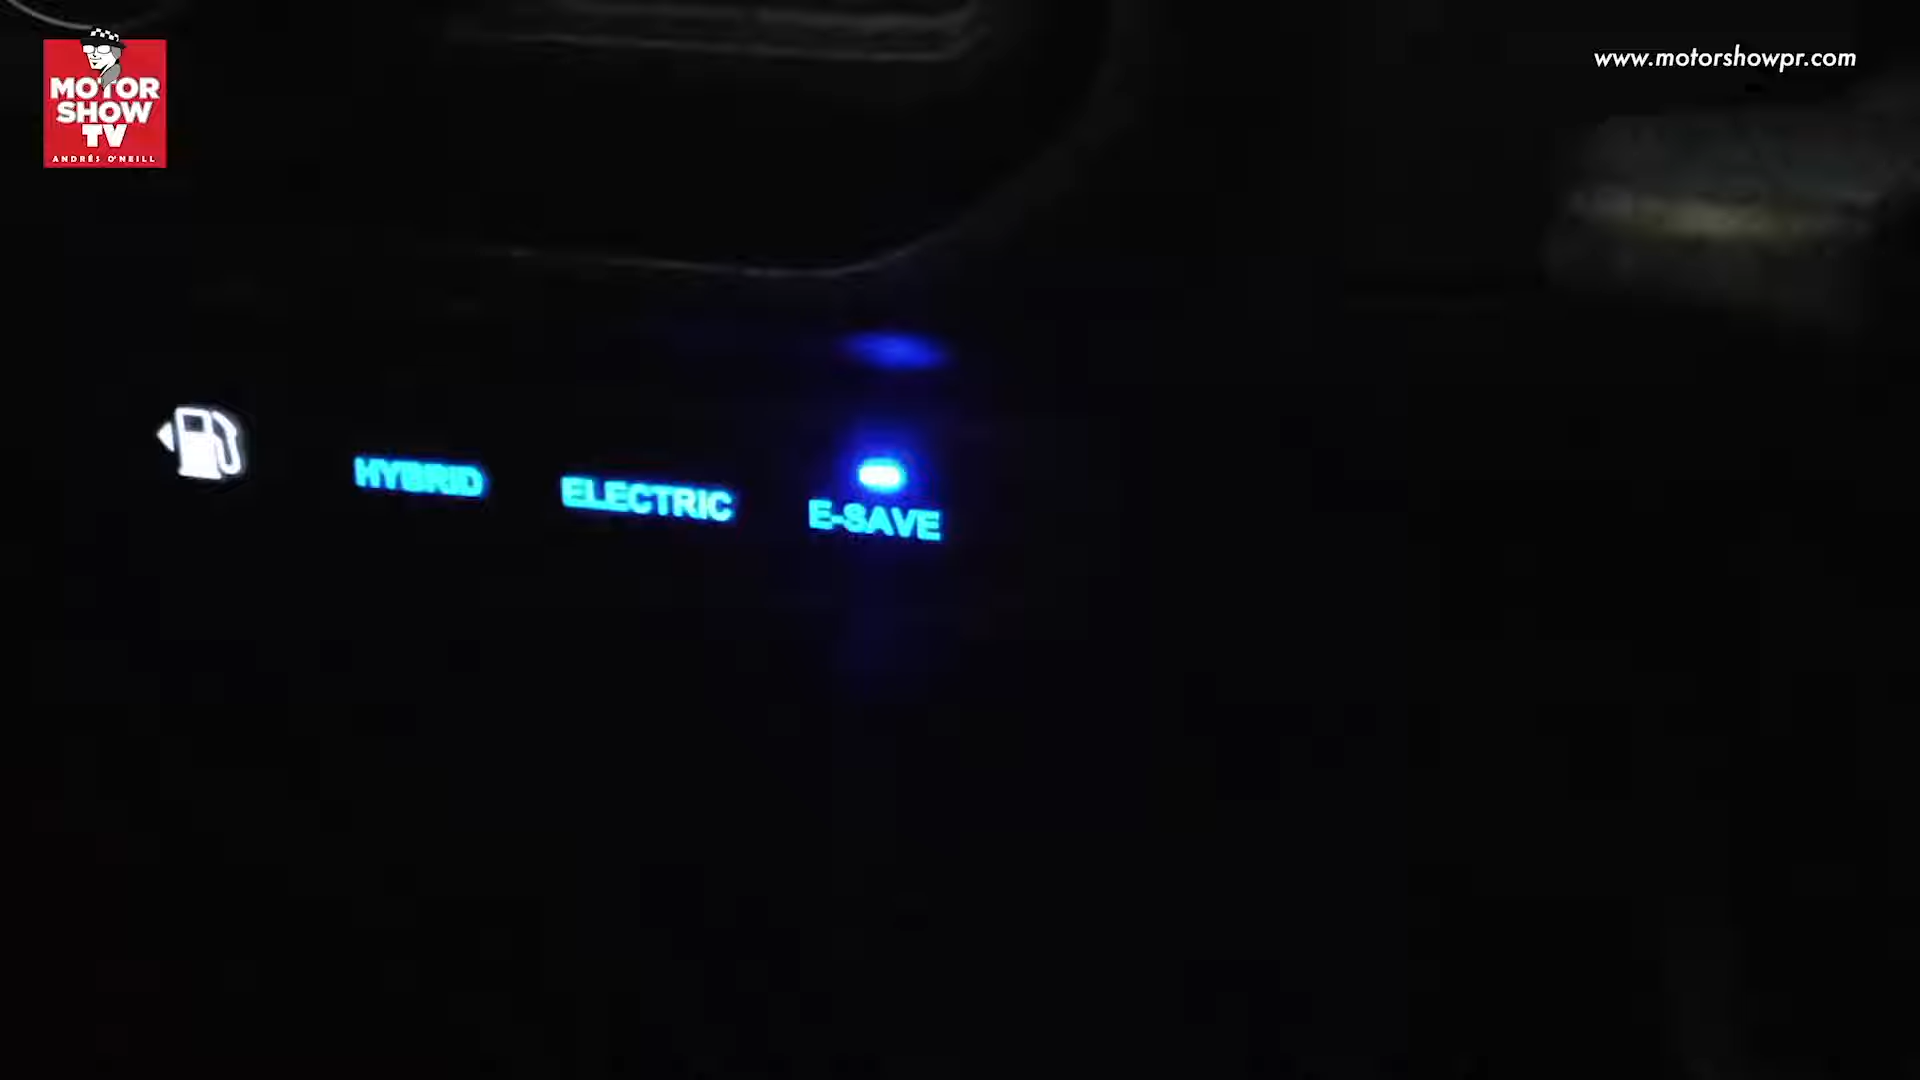 MOTOR
SHOW
TV
ANDRÉS O'NEILL
www.motorshowpr.com
HYBRID
ELECTRIC
E-SAVE